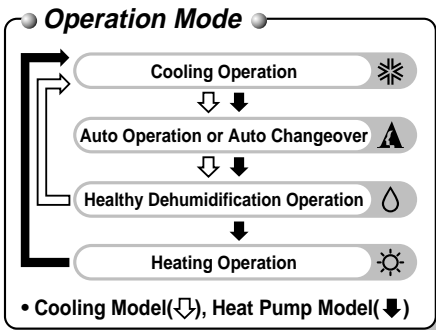 Operation Mode
Cooling Operation
Auto Operation or Auto Changeover
Healthy Dehumidification Operation
Heating Operation
• Cooling Model(⇩), Heat Pump Model(⬇)